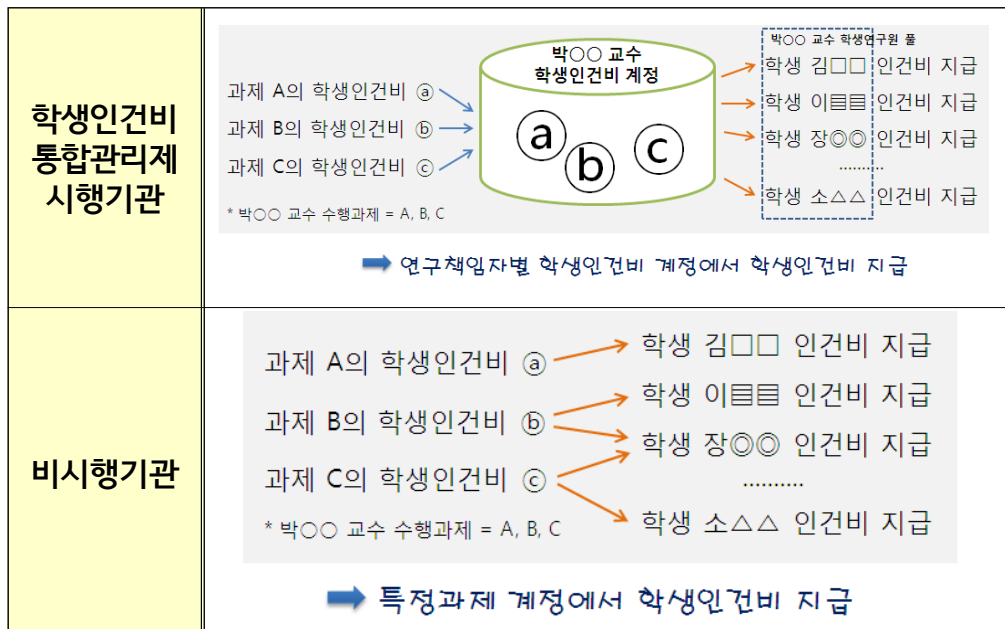 학생인건비
통합관리제
시행기관
과제 A의 학생인건비 ⓐ
과제 B의 학생인건비 ⓑ
과제 C의 학생인건비 ⓒ
* 박○○ 교수 수행과제 = A, B, C
박○○ 교수
학생인건비 계정
ⓐ
ⓑ
ⓒ
박○○ 교수 학생연구원 풀
학생 김□□ 인건비 지급
학생 이▤▤ 인건비 지급
학생 장◎◎ 인건비 지급
..........
학생 소△△ 인건비 지급
➡ 연구책임자별 학생인건비 계정에서 학생인건비 지급
비시행기관
과제 A의 학생인건비 ⓐ
과제 B의 학생인건비 ⓑ
과제 C의 학생인건비 ⓒ
* 박○○ 교수 수행과제 = A, B, C
학생 김□□ 인건비 지급
학생 이▤▤ 인건비 지급
학생 장◎◎ 인건비 지급
..........
학생 소△△ 인건비 지급
➡ 특정과제 계정에서 학생인건비 지급